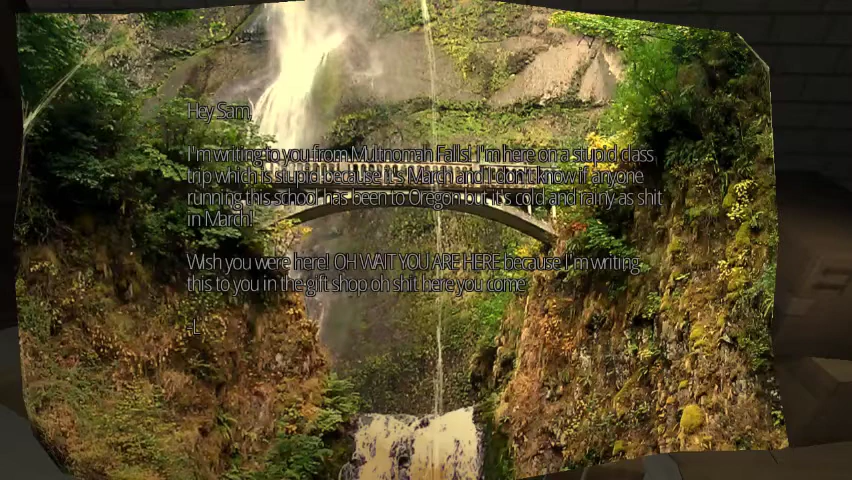 Hey Sam,
I'm writing to you from Multnomah Falls! I'm here on a stupid class
trip which is stupid because it's March and I don't know if anyone
running this school has been to Oregon but it's cold and rainy as shit
in March!
Wish you were here! OH WAIT YOU ARE HERE because I'm writing
this to you in the gift shop oh shit here you come
-L